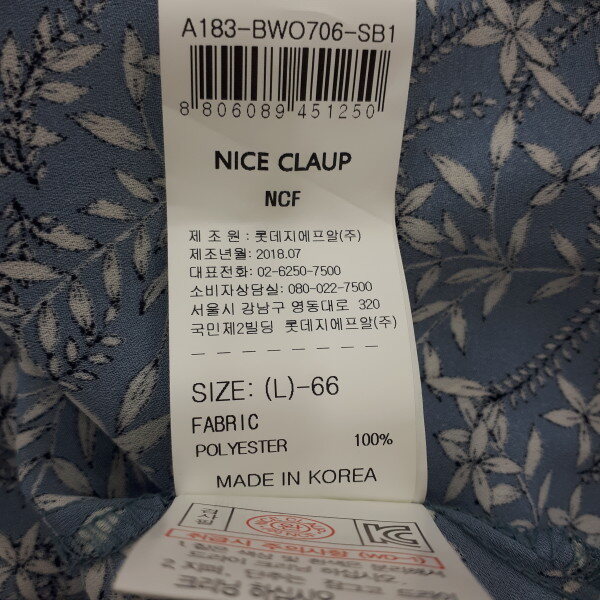 A183-BWO706-SB1
8 806089 451250
NICE CLAUP
NCF
제 조 원 : 롯데지에프알(주)
제조년월: 2018.07
대표전화: 02-6250-7500
소비자상담실: 080-022-7500
서울시 강남구 영동대로 320
국민제2빌딩 롯데지에프알(주)
SIZE: (L)-66
FABRIC
POLYESTER 100%
MADE IN KOREA